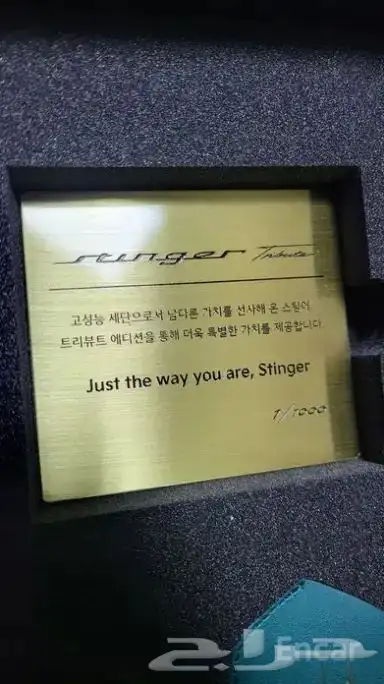 stinger Tribute
고성능 세단으로서 남다른 가치를 선사해 온 스팅어
트리뷰트 에디션을 통해 더욱 특별한 가치를 제공합니다
Just the way you are, Stinger
1/1000
Encar
حراج